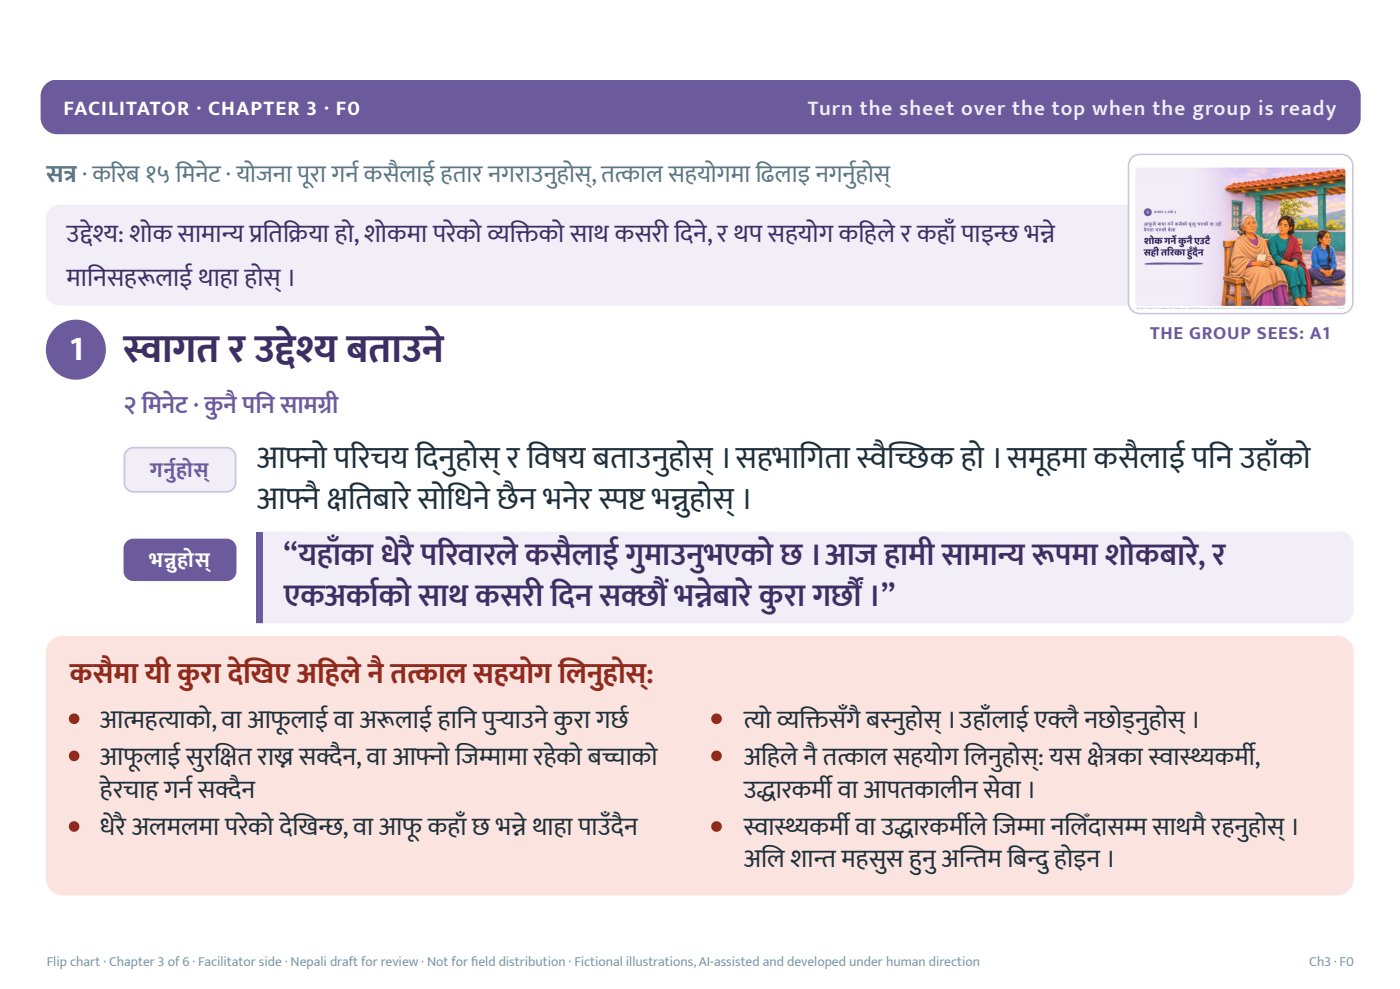 FACILITATOR · CHAPTER 3 · F0
Turn the sheet over the top when the group is ready
सत्र · करिब १५ मिनेट · योजना पूरा गर्न कसैलाई हतार नगराउनुहोस्, तत्काल सहयोगमा ढिलाइ नगर्नुहोस्
उद्देश्य: शोक सामान्य प्रतिक्रिया हो, शोकमा परेको व्यक्तिको साथ कसरी दिने, र थप सहयोग कहिले र कहाँ पाइन्छ भन्ने
मानिसहरूलाई थाहा होस् ।
शोक गर्ने कुनै एउटै
सही तरिका हुँदैन
THE GROUP SEES: A1
1 स्वागत र उद्देश्य बताउने
२ मिनेट · कुनै पनि सामग्री
गर्नुहोस्
आफ्नो परिचय दिनुहोस् र विषय बताउनुहोस् । सहभागिता स्वैच्छिक हो । समूहमा कसैलाई पनि उहाँको
आफ्नै क्षतिबारे सोधिने छैन भनेर स्पष्ट भन्नुहोस् ।
भन्नुहोस्
“यहाँका धेरै परिवारले कसैलाई गुमाउनुभएको छ । आज हामी सामान्य रूपमा शोकबारे, र
एकअर्काको साथ कसरी दिन सक्छौं भन्नेबारे कुरा गर्छौं ।”
कसैमा यी कुरा देखिए अहिले नै तत्काल सहयोग लिनुहोस्:
• आत्महत्याको, वा आफूलाई वा अरूलाई हानि पुर्‍याउने कुरा गर्छ
• आफूलाई सुरक्षित राख्न सक्दैन, वा आफ्नो जिम्मामा रहेको बच्चाको
हेरचाह गर्न सक्दैन
• धेरै अलमलमा परेको देखिन्छ, वा आफू कहाँ छ भन्ने थाहा पाउँदैन
• त्यो व्यक्तिसँगै बस्नुहोस् । उहाँलाई एक्लै नछोड्नुहोस् ।
• अहिले नै तत्काल सहयोग लिनुहोस्: यस क्षेत्रका स्वास्थ्यकर्मी,
उद्धारकर्मी वा आपतकालीन सेवा ।
• स्वास्थ्यकर्मी वा उद्धारकर्मीले जिम्मा नलिँदासम्म साथमै रहनुहोस् ।
अलि शान्त महसुस हुनु अन्तिम बिन्दु होइन ।
Flip chart · Chapter 3 of 6 · Facilitator side · Nepali draft for review · Not for field distribution · Fictional illustrations, AI-assisted and developed under human direction
Ch3 · F0